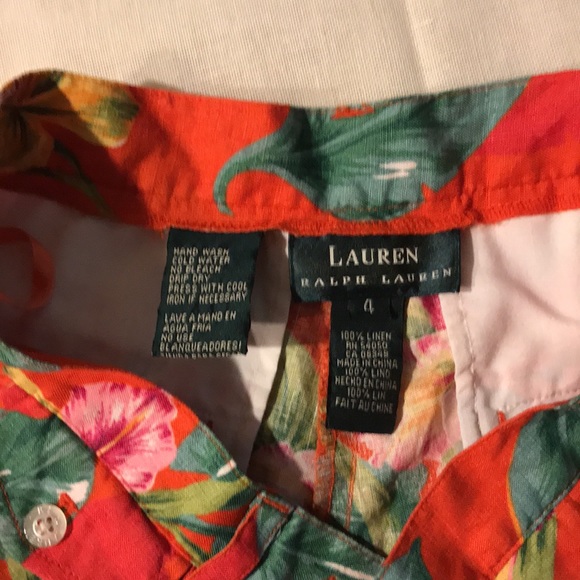 HAND WASH
COLD WATER
NO BLEACH
DRIP DRY
PRESS WITH COOL
IRON IF NECESSARY
LAVE A MANO EN
AGUA FRIA
NO USE
BLANQUEADORES!
LAUREN
RALPH LAUREN
4
100% LINEN
RN 54050
CA 08348
MADE IN CHINA
100% LINO
HECHO EN CHINA
100% LIN
FAIT AU CHINE